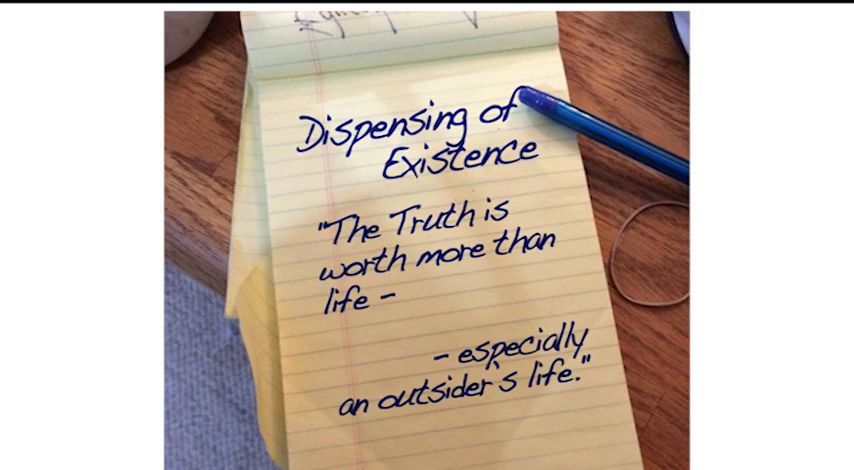 Dispensing of
Existence
"The Truth is
worth more than
life -
- especially
an outsider's life."